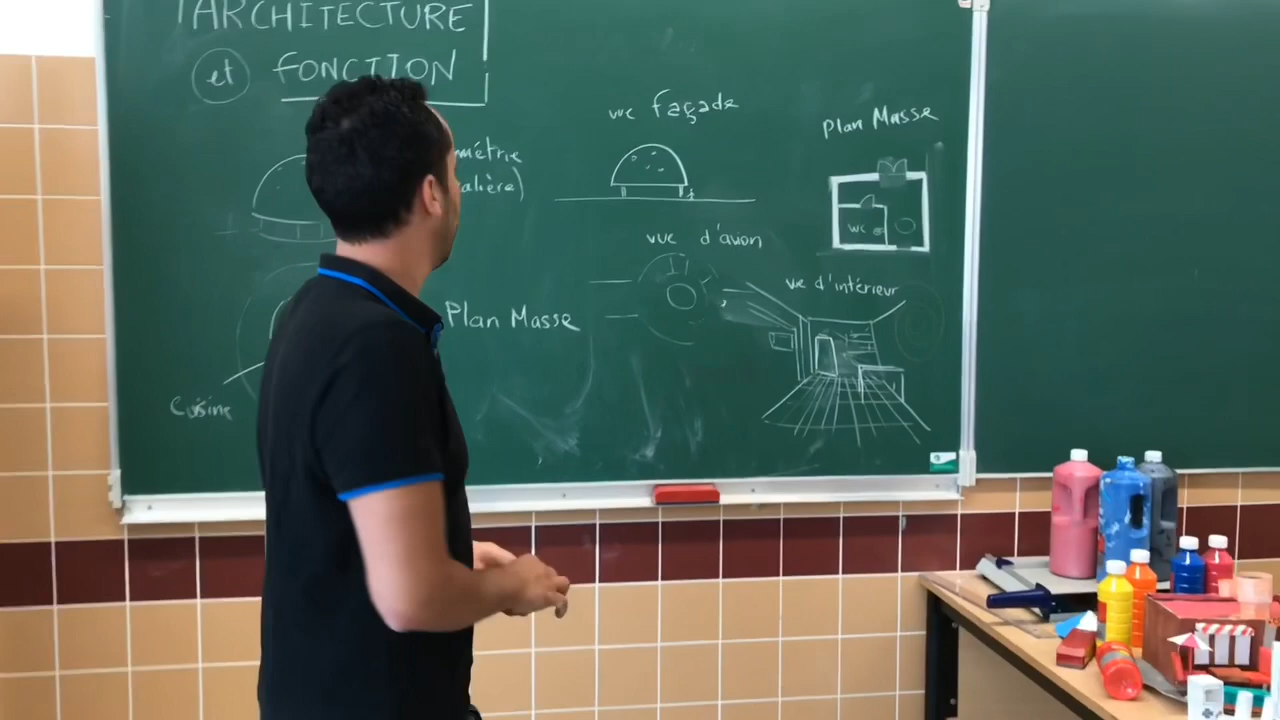 ARCHITECTURE
et FONCTION
métrie
alière)
vue façade
Plan Masse
wc
vue d'avion
vue d'intérieur
Plan Masse
Cuisine